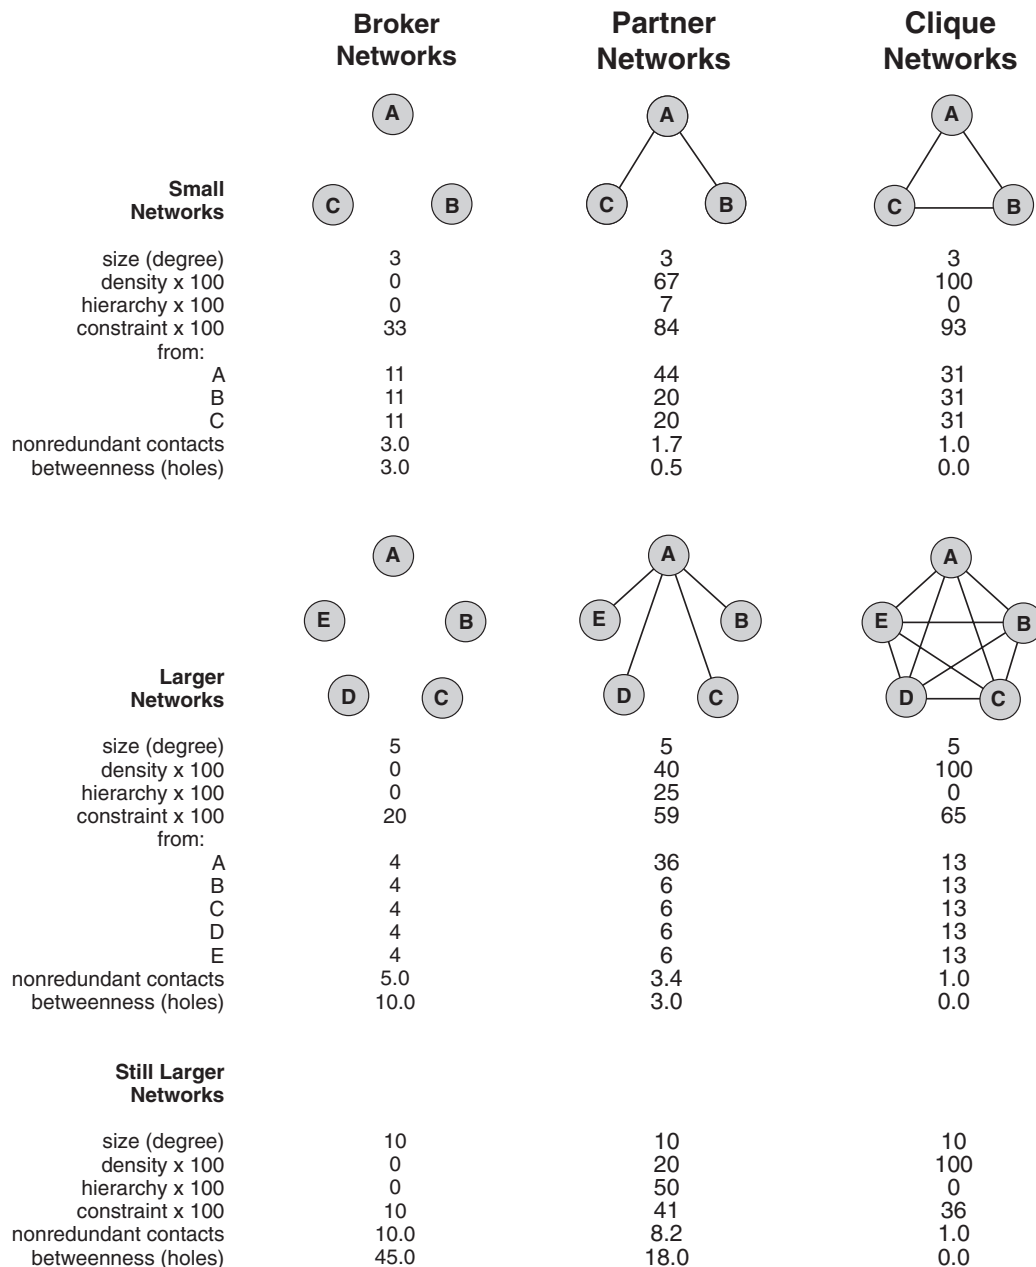 Broker Networks Partner Networks Clique Networks
A A A
Small
Networks
C B C B C B
size (degree) 3 3 3
density x 100 0 67 100
hierarchy x 100 0 7 0
constraint x 100 33 84 93
from:
A 11 44 31
B 11 20 31
C 11 20 31
nonredundant contacts 3.0 1.7 1.0
betweenness (holes) 3.0 0.5 0.0
A A A
E B E B E B
Larger
Networks
D C D C D C
size (degree) 5 5 5
density x 100 0 40 100
hierarchy x 100 0 25 0
constraint x 100 20 59 65
from:
A 4 36 13
B 4 6 13
C 4 6 13
D 4 6 13
E 4 6 13
nonredundant contacts 5.0 3.4 1.0
betweenness (holes) 10.0 3.0 0.0
Still Larger
Networks
size (degree) 10 10 10
density x 100 0 20 100
hierarchy x 100 0 50 0
constraint x 100 10 41 36
nonredundant contacts 10.0 8.2 1.0
betweenness (holes) 45.0 18.0 0.0